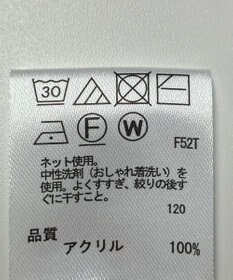 30
F W F52T
ネット使用。
中性洗剤（おしゃれ着洗い）を
使用。よくすすぎ、絞りの後す
ぐに干すこと。
120
品質
アクリル 100%